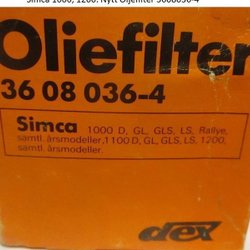 Simca 1000, 1200. Nytt Oljefilter 3608036-4
Oliefilter
36 08 036-4
Simca 1000 D, GL, GLS, LS, Rallye,
samtl. årsmodeller, 1100 D, GL, GLS, LS, 1200,
samtl. årsmodeller.
dex